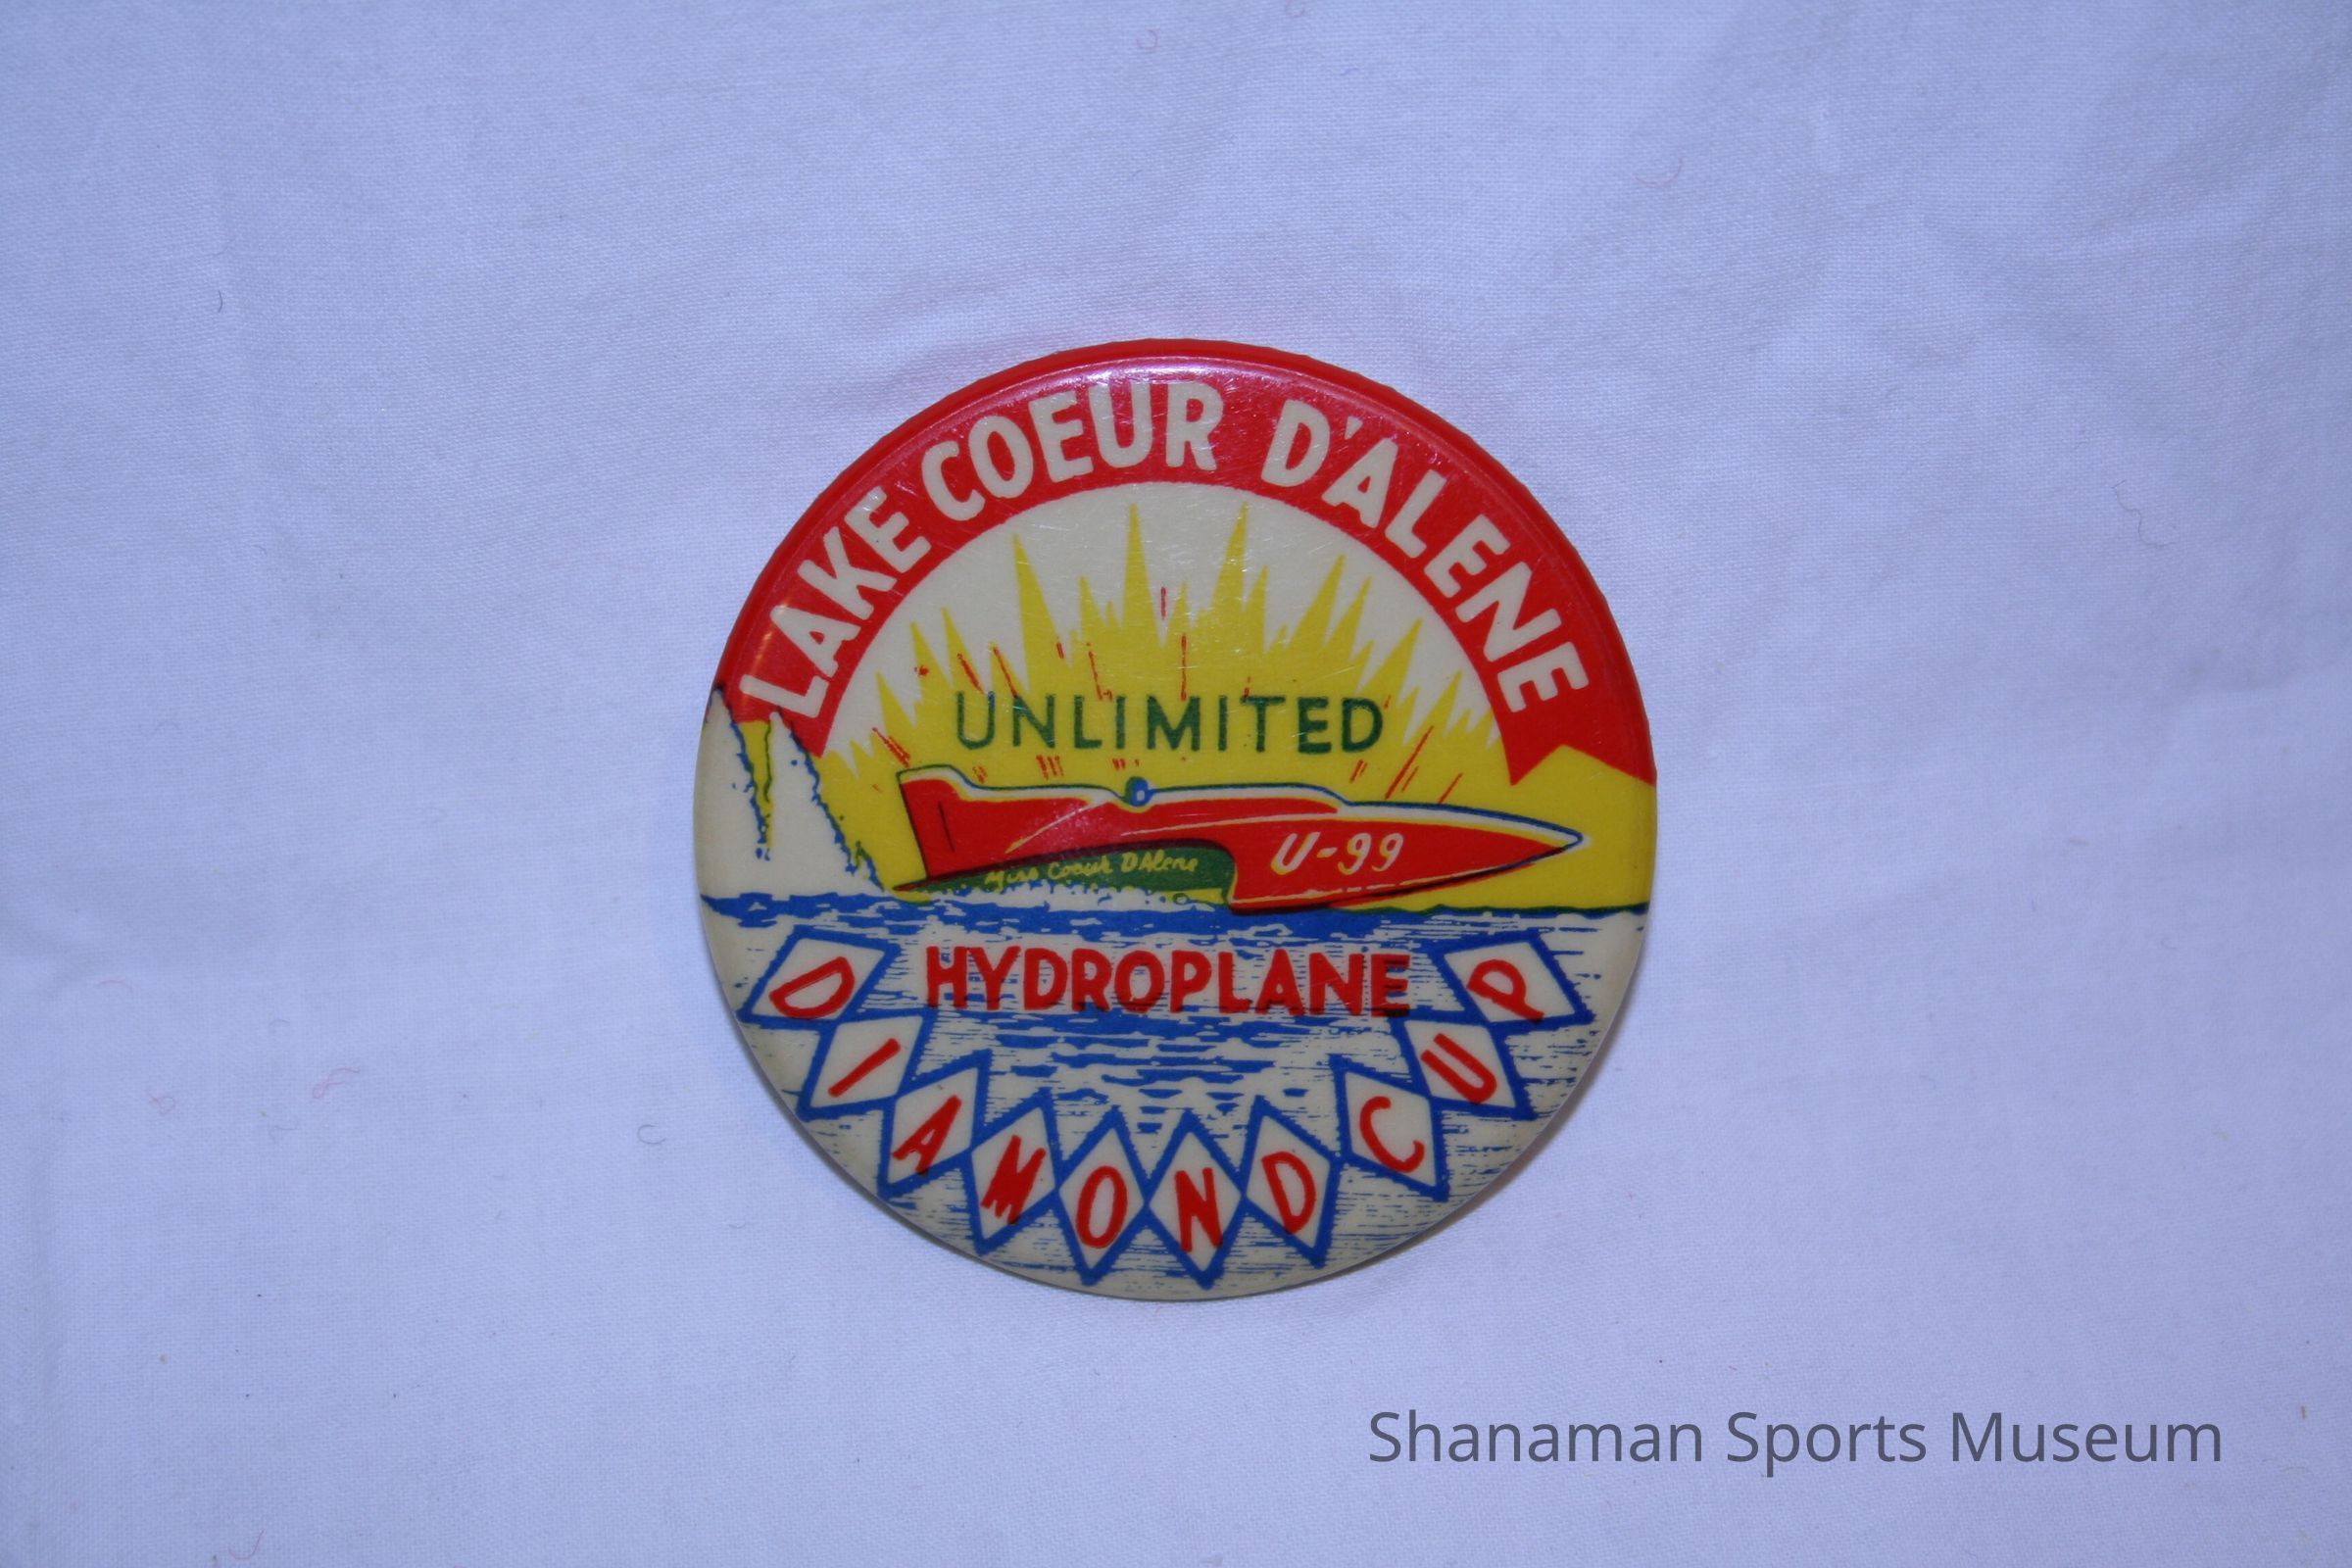 LAKE COEUR D'ALENE
UNLIMITED
U-99
Miss Coeur D'Alene
HYDROPLANE
DIAMOND CUP
Shanaman Sports Museum